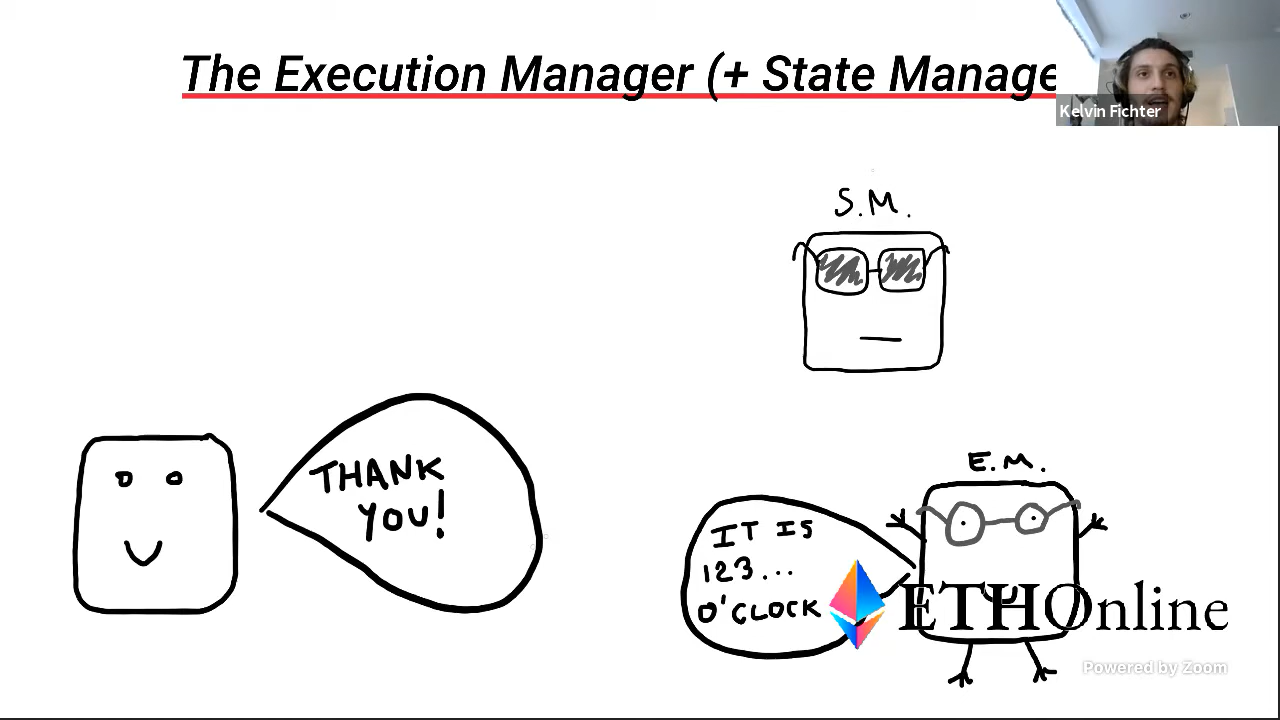 The Execution Manager (+ State Manage
Kelvin Fichter
S.M.
THANK
YOU!
E.M.
IT IS
123...
O'CLOCK
ETHOnline
Powered by Zoom